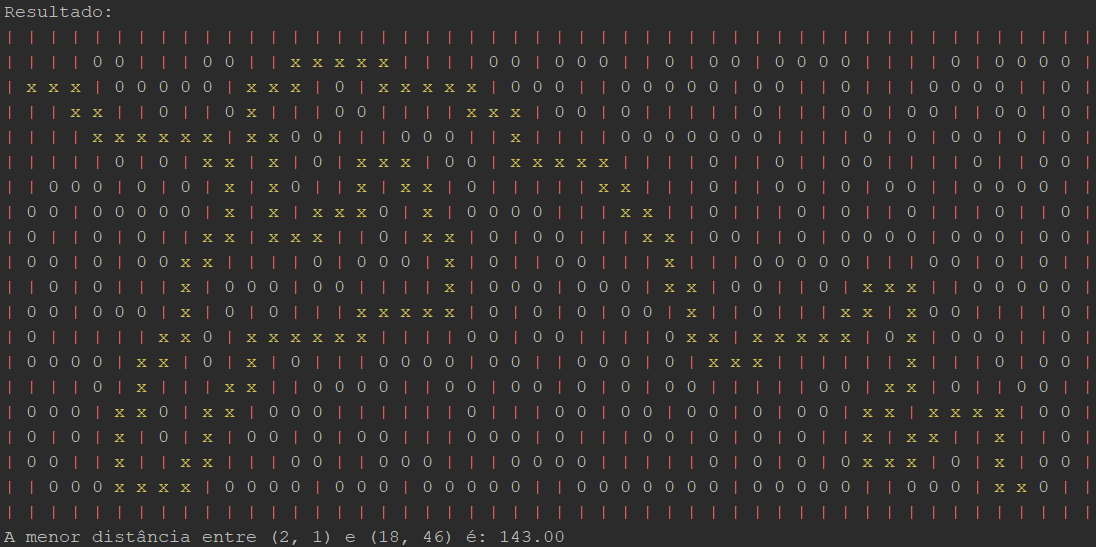 Resultado:
| | | | | | | | | | | | | | | | | | | | | | | | | | | | | | | | | | | | | | | | | | | | | | | | | |
| | | | 0 0 | | | 0 0 | | x x x x x | | | | 0 0 | 0 0 0 | | 0 | 0 0 | 0 0 0 0 | | | | 0 | 0 0 0 0 |
| x x x | 0 0 0 0 0 | x x x | 0 | x x x x x | 0 0 0 | | 0 0 0 0 0 | 0 0 | | 0 | 0 0 0 | | | 0 0 | |
| | | x x | | 0 | | 0 x | | | 0 0 | | | | x x x | 0 0 | 0 | | | | | 0 0 | | 0 | | | 0 | 0 | 0 | |
| | | | x x x x x x | x x 0 0 | | | 0 0 0 | | x | | | | 0 0 0 0 0 0 0 | | | | 0 | 0 | 0 0 | 0 0 | |
| | | | | 0 | 0 | x x | x | 0 | x x x | 0 0 | x x x x x | | | | 0 | | 0 | | 0 0 | | | 0 | | | 0 |
| | 0 0 0 | 0 | 0 | x | x 0 | x | x x | 0 | | | | | x x | | | 0 | | 0 0 | 0 | 0 0 | | 0 0 0 0 | |
| 0 0 | 0 0 0 0 0 | x | x | x x x 0 | x | 0 0 0 0 | | | x x | | 0 | | | 0 | 0 | | 0 | | 0 | | | |
| 0 | 0 | 0 | | x x | x x x | | 0 | x x | 0 | 0 0 | | | x x | 0 0 | | 0 | 0 0 0 0 | 0 0 0 | 0 0 |
| 0 0 | 0 | 0 0 x x | | | | 0 | 0 0 0 | x | 0 | | 0 0 | | | x | | | 0 0 0 0 0 | | | 0 0 | 0 | 0 |
| | 0 0 | | | | x | 0 0 0 | 0 0 | | | | x | 0 | 0 | | 0 0 0 | x x | 0 | | | | x x x | | 0 | 0 | |
| 0 0 | 0 0 0 | x | 0 | 0 | | | x x x x x | 0 | 0 | 0 | 0 0 | x | 0 0 0 | | | x x | x | 0 0 | | | |
| 0 | | | | | x x 0 | x x x x x x | | | | | 0 0 | 0 0 | | | | 0 x x | x x x x x | 0 x | | 0 0 0 | |
| 0 0 0 0 | x x | | x | 0 | | 0 0 0 0 | 0 0 | | | 0 0 | | 0 | | x x x | | | | | | x | | | | 0 | |
| | | | 0 | x | | | x x | | 0 0 0 0 | | 0 0 | 0 0 | 0 | 0 | 0 0 | | | | | 0 0 | x x | 0 | | 0 0 |
| 0 0 0 | x x 0 | x x | 0 0 0 | | | | | | 0 | | | 0 0 | 0 0 | 0 0 | 0 | 0 0 | x x | x x x x | 0 0 |
| 0 | 0 | x | 0 | x | 0 0 | 0 | 0 0 | | | 0 0 0 | 0 | | | 0 0 | | 0 0 | 0 0 | | x | x x | | x | | | |
| 0 0 | | x | | x x | | | 0 0 | | 0 0 0 | | | 0 0 0 0 | | | | | 0 | 0 | 0 x x x | 0 | x | 0 0 |
| | 0 0 0 x x x x | 0 0 0 0 | 0 0 0 | 0 0 0 0 0 | | 0 0 0 0 0 0 0 | 0 0 0 0 | | 0 0 0 | x x 0 | |
| | | | | | | | | | | | | | | | | | | | | | | | | | | | | | | | | | | | | | | | | | | | | | | | | |
A menor distância entre (2, 1) e (18, 46) é: 143.00